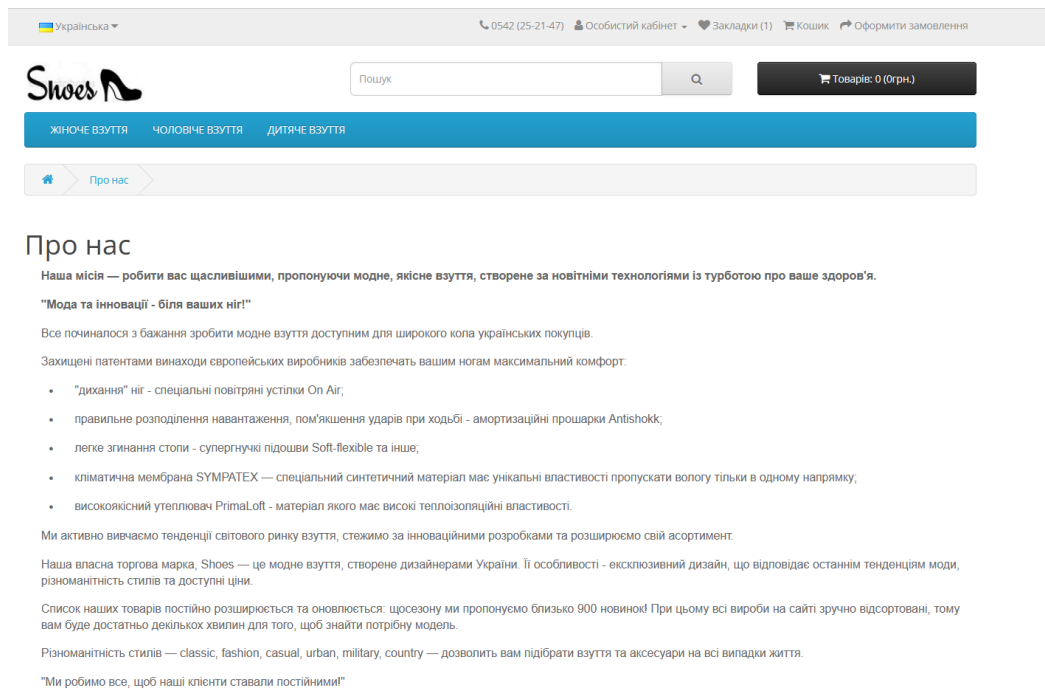 Українська
0542 (25-21-47) Особистий кабінет Закладки (1) Кошик Оформити замовлення
Shoes
Пошук
Товарів: 0 (0грн.)
ЖІНОЧЕ ВЗУТТЯ ЧОЛОВІЧЕ ВЗУТТЯ ДИТЯЧЕ ВЗУТТЯ
Про нас
Про нас
Наша місія — робити вас щасливішими, пропонуючи модне, якісне взуття, створене за новітніми технологіями із турботою про ваше здоров'я.
"Мода та інновації - біля ваших ніг!"
Все починалося з бажання зробити модне взуття доступним для широкого кола українських покупців.
Захищені патентами винаходи європейських виробників забезпечать вашим ногам максимальний комфорт:
• "дихання" ніг - спеціальні повітряні устілки On Air;
• правильне розподілення навантаження, пом'якшення ударів при ходьбі - амортизаційні прошарки Antishokk;
• легке згинання стопи - супергнучкі підошви Soft-flexible та інше;
• кліматична мембрана SYMPATEX — спеціальний синтетичний матеріал має унікальні властивості пропускати вологу тільки в одному напрямку;
• високоякісний утеплювач PrimaLoft - матеріал якого має високі теплоізоляційні властивості.
Ми активно вивчаємо тенденції світового ринку взуття, стежимо за інноваційними розробками та розширюємо свій асортимент.
Наша власна торгова марка, Shoes — це модне взуття, створене дизайнерами України. Її особливості - ексклюзивний дизайн, що відповідає останнім тенденціям моди,
різноманітність стилів та доступні ціни.
Список наших товарів постійно розширюється та оновлюється: щосезону ми пропонуємо близько 900 новинок! При цьому всі вироби на сайті зручно відсортовані, тому
вам буде достатньо декількох хвилин для того, щоб знайти потрібну модель.
Різноманітність стилів — classic, fashion, casual, urban, military, country — дозволить вам підібрати взуття та аксесуари на всі випадки життя.
"Ми робимо все, щоб наші клієнти ставали постійними!"